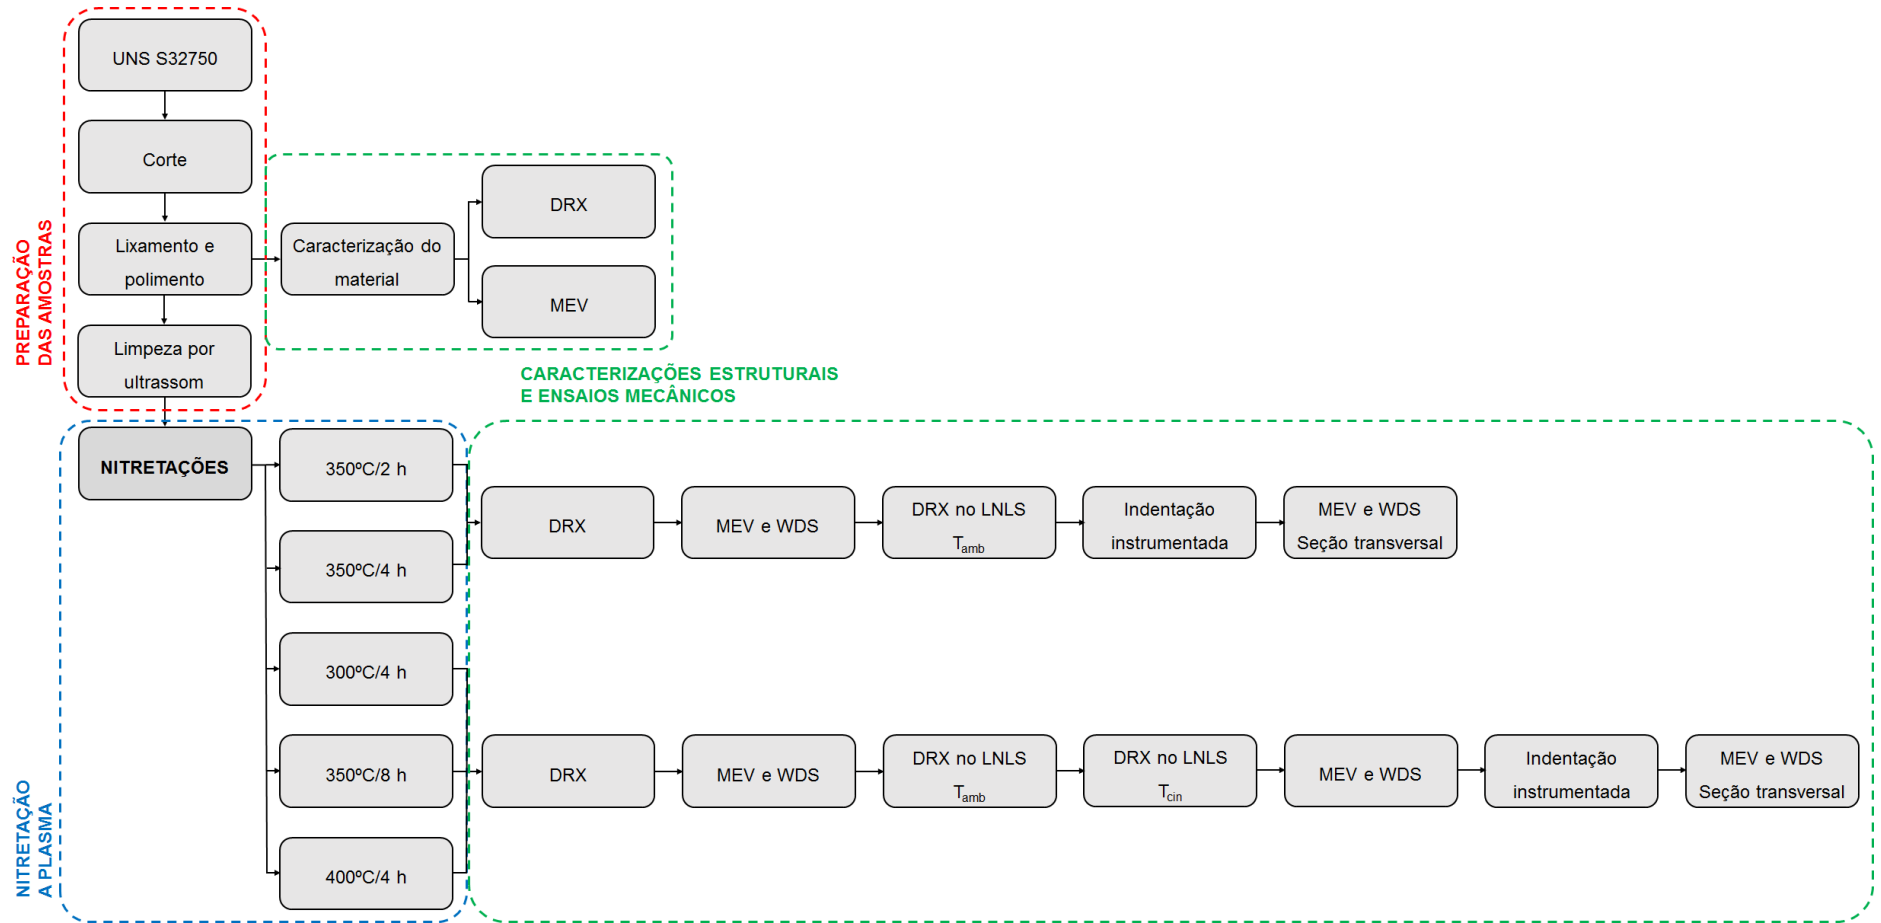 UNS S32750
Corte
Lixamento e
polimento
Limpeza por
ultrassom
PREPARAÇÃO
DAS AMOSTRAS
Caracterização do
material
DRX
MEV
CARACTERIZAÇÕES ESTRUTURAIS
E ENSAIOS MECÂNICOS
NITRETAÇÕES
NITRETAÇÃO
A PLASMA
350ºC/2 h
350ºC/4 h
300ºC/4 h
350ºC/8 h
400ºC/4 h
DRX
MEV e WDS
DRX no LNLS
Tamb
Indentação
instrumentada
MEV e WDS
Seção transversal
DRX
MEV e WDS
DRX no LNLS
Tamb
DRX no LNLS
Tcin
MEV e WDS
Indentação
instrumentada
MEV e WDS
Seção transversal